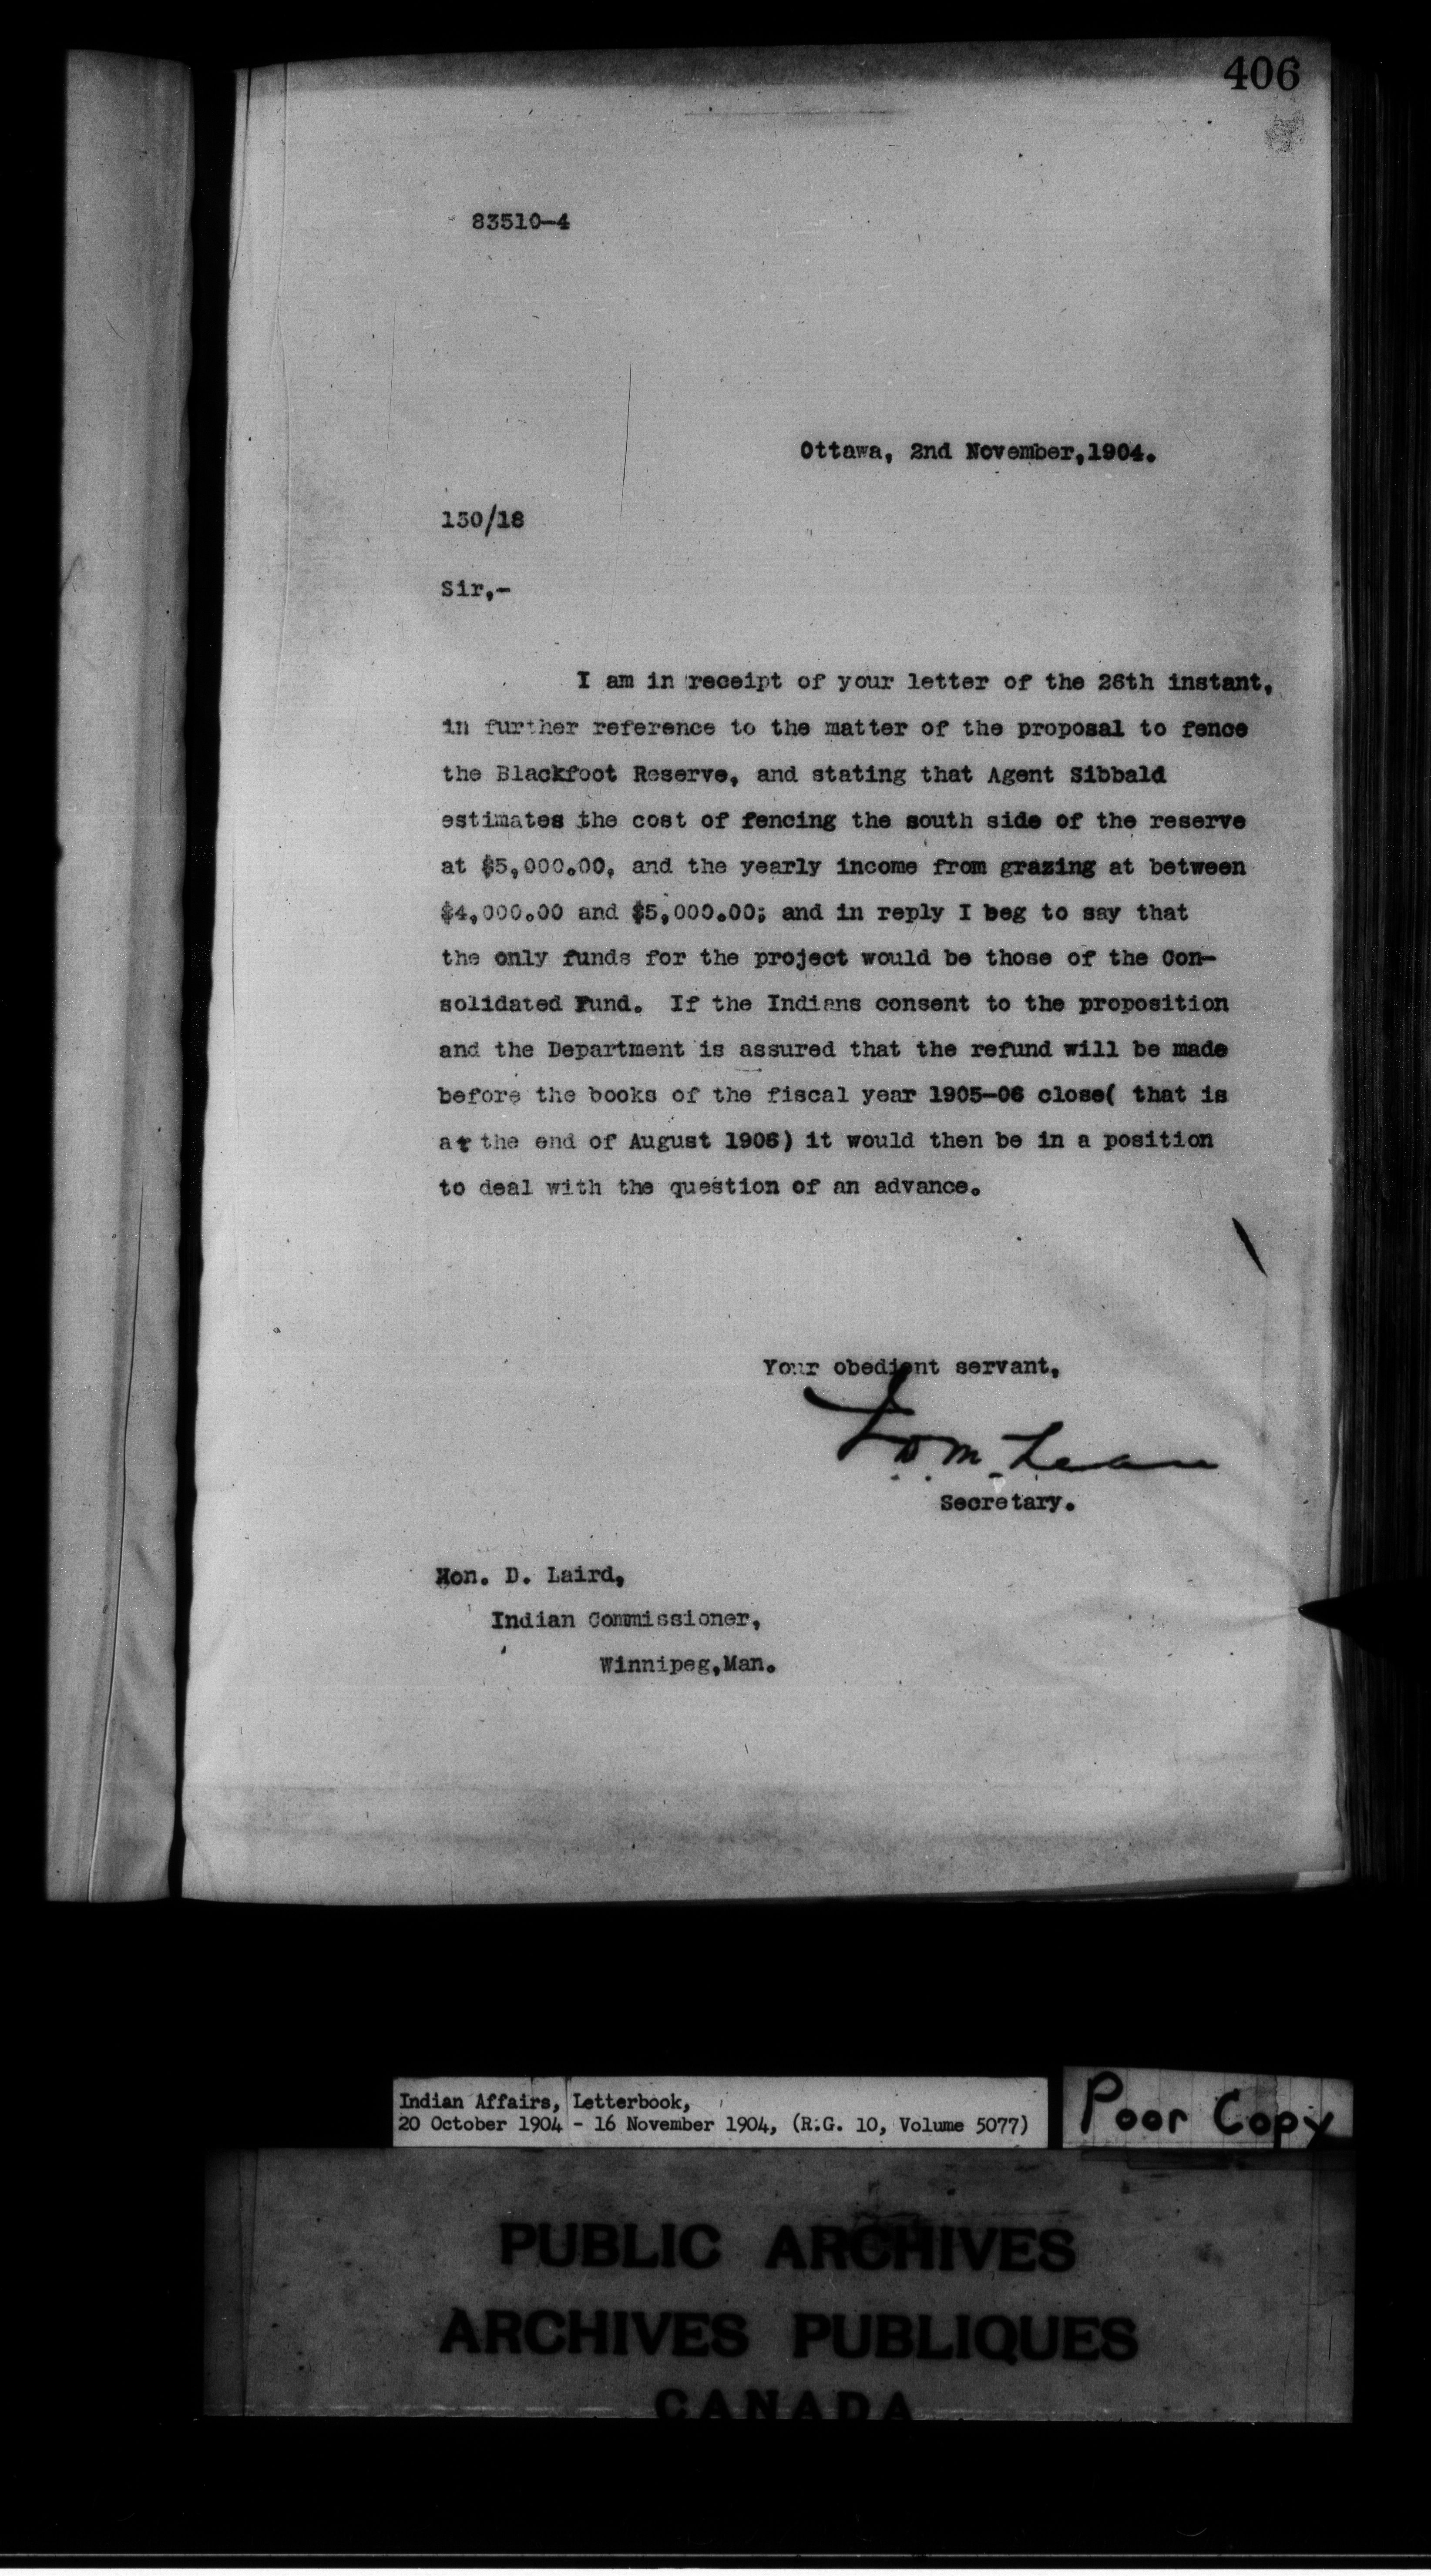 406
83510-4
Ottawa, 2nd November,1904.
130/18
Sir,-
I am in receipt of your letter of the 26th instant,
in further reference to the matter of the proposal to fence
the Blackfoot Reserve, and stating that Agent Sibbald
estimates the cost of fencing the south side of the reserve
at $5,000.00, and the yearly income from grazing at between
$4,000.00 and $5,000.00; and in reply I beg to say that
the only funds for the project would be those of the Con-
solidated Fund. If the Indians consent to the proposition
and the Department is assured that the refund will be made
before the books of the fiscal year 1905-06 close( that is
at the end of August 1906) it would then be in a position
to deal with the question of an advance.
Your obedient servant,
J. D. McLean
Secretary.
Hon. D. Laird,
Indian Commissioner,
Winnipeg,Man.
Indian Affairs, Letterbook,
20 October 1904 - 16 November 1904, (R.G. 10, Volume 5077)
Poor Copy
PUBLIC ARCHIVES
ARCHIVES PUBLIQUES
CANADA